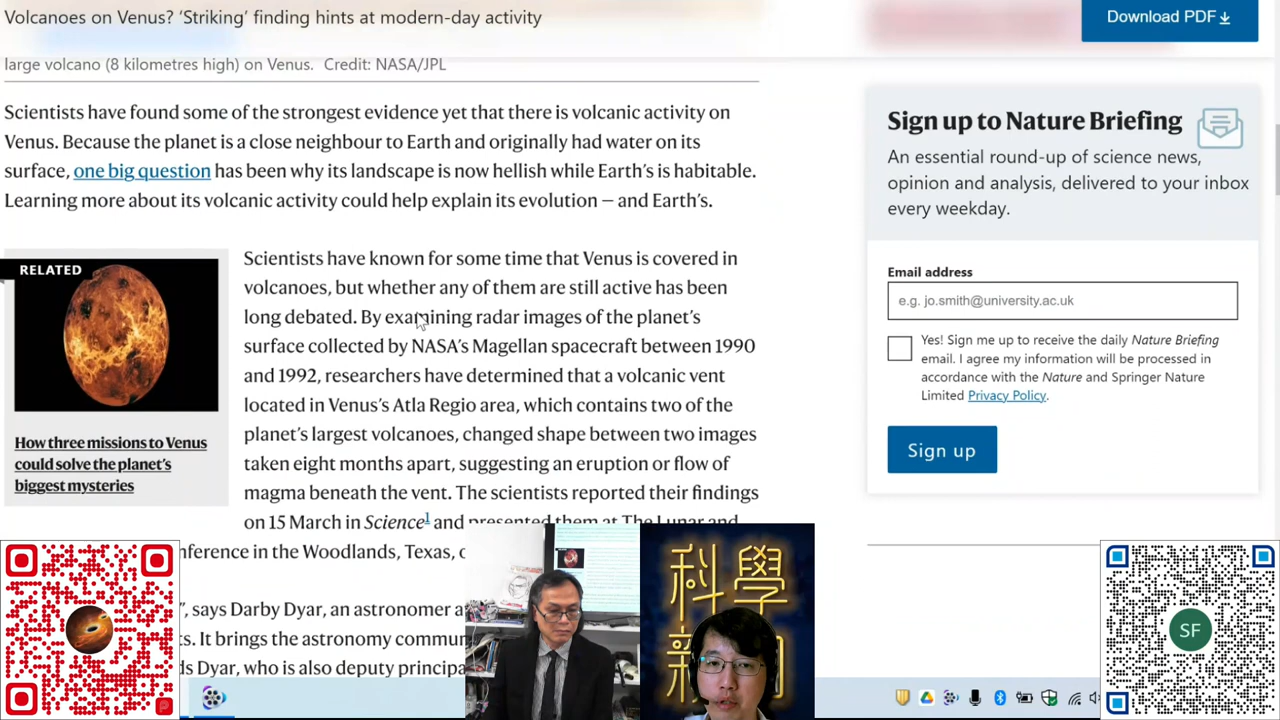 Volcanoes on Venus? ‘Striking’ finding hints at modern-day activity
Download PDF
large volcano (8 kilometres high) on Venus. Credit: NASA/JPL
Scientists have found some of the strongest evidence yet that there is volcanic activity on
Venus. Because the planet is a close neighbour to Earth and originally had water on its
surface, one big question has been why its landscape is now hellish while Earth’s is habitable.
Learning more about its volcanic activity could help explain its evolution — and Earth’s.
RELATED
How three missions to Venus
could solve the planet’s
biggest mysteries
Scientists have known for some time that Venus is covered in
volcanoes, but whether any of them are still active has been
long debated. By examining radar images of the planet’s
surface collected by NASA’s Magellan spacecraft between 1990
and 1992, researchers have determined that a volcanic vent
located in Venus’s Atla Regio area, which contains two of the
planet’s largest volcanoes, changed shape between two images
taken eight months apart, suggesting an eruption or flow of
magma beneath the vent. The scientists reported their findings
on 15 March in Science1 and presented them at The Lunar and
nference in the Woodlands, Texas,
”, says Darby Dyar, an astronomer a
ts. It brings the astronomy commun
ds Dyar, who is also deputy principa
Sign up to Nature Briefing
An essential round-up of science news,
opinion and analysis, delivered to your inbox
every weekday.
Email address
e.g. jo.smith@university.ac.uk
Yes! Sign me up to receive the daily Nature Briefing
email. I agree my information will be processed in
accordance with the Nature and Springer Nature
Limited Privacy Policy.
Sign up
科學
新聞
SF